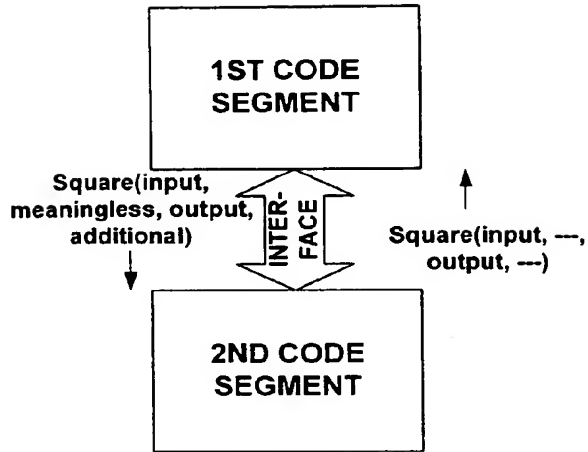 1ST CODE
SEGMENT
Square(input,
meaningless, output,
additional)
INTER-
FACE
Square(input, ---,
output, ---)
2ND CODE
SEGMENT